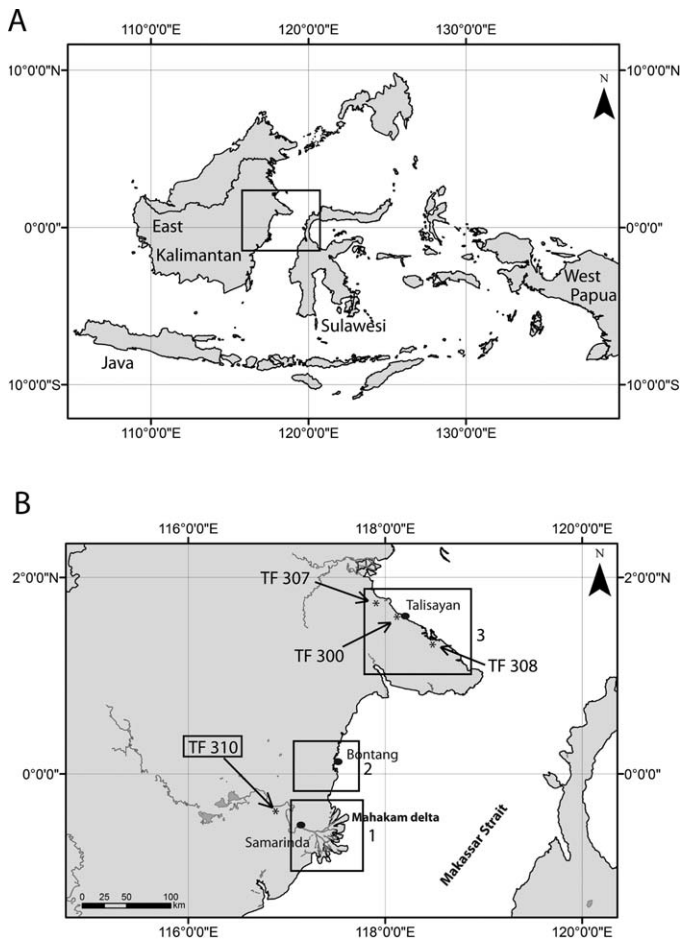 A
110°0'0"E 120°0'0"E 130°0'0"E
N
10°0'0"N 10°0'0"N
0°0'0" 0°0'0"
10°0'0"S 10°0'0"S
East
Kalimantan
West
Papua
Sulawesi
Java
110°0'0"E 120°0'0"E 130°0'0"E
B
116°0'0"E 118°0'0"E 120°0'0"E
N
2°0'0"N 2°0'0"N
TF 307
Talisayan
TF 300
3
TF 308
TF 310
Bontang
2
0°0'0" 0°0'0"
Mahakam delta
Samarinda
1
Makassar Strait
0 25 50 100
km
116°0'0"E 118°0'0"E 120°0'0"E